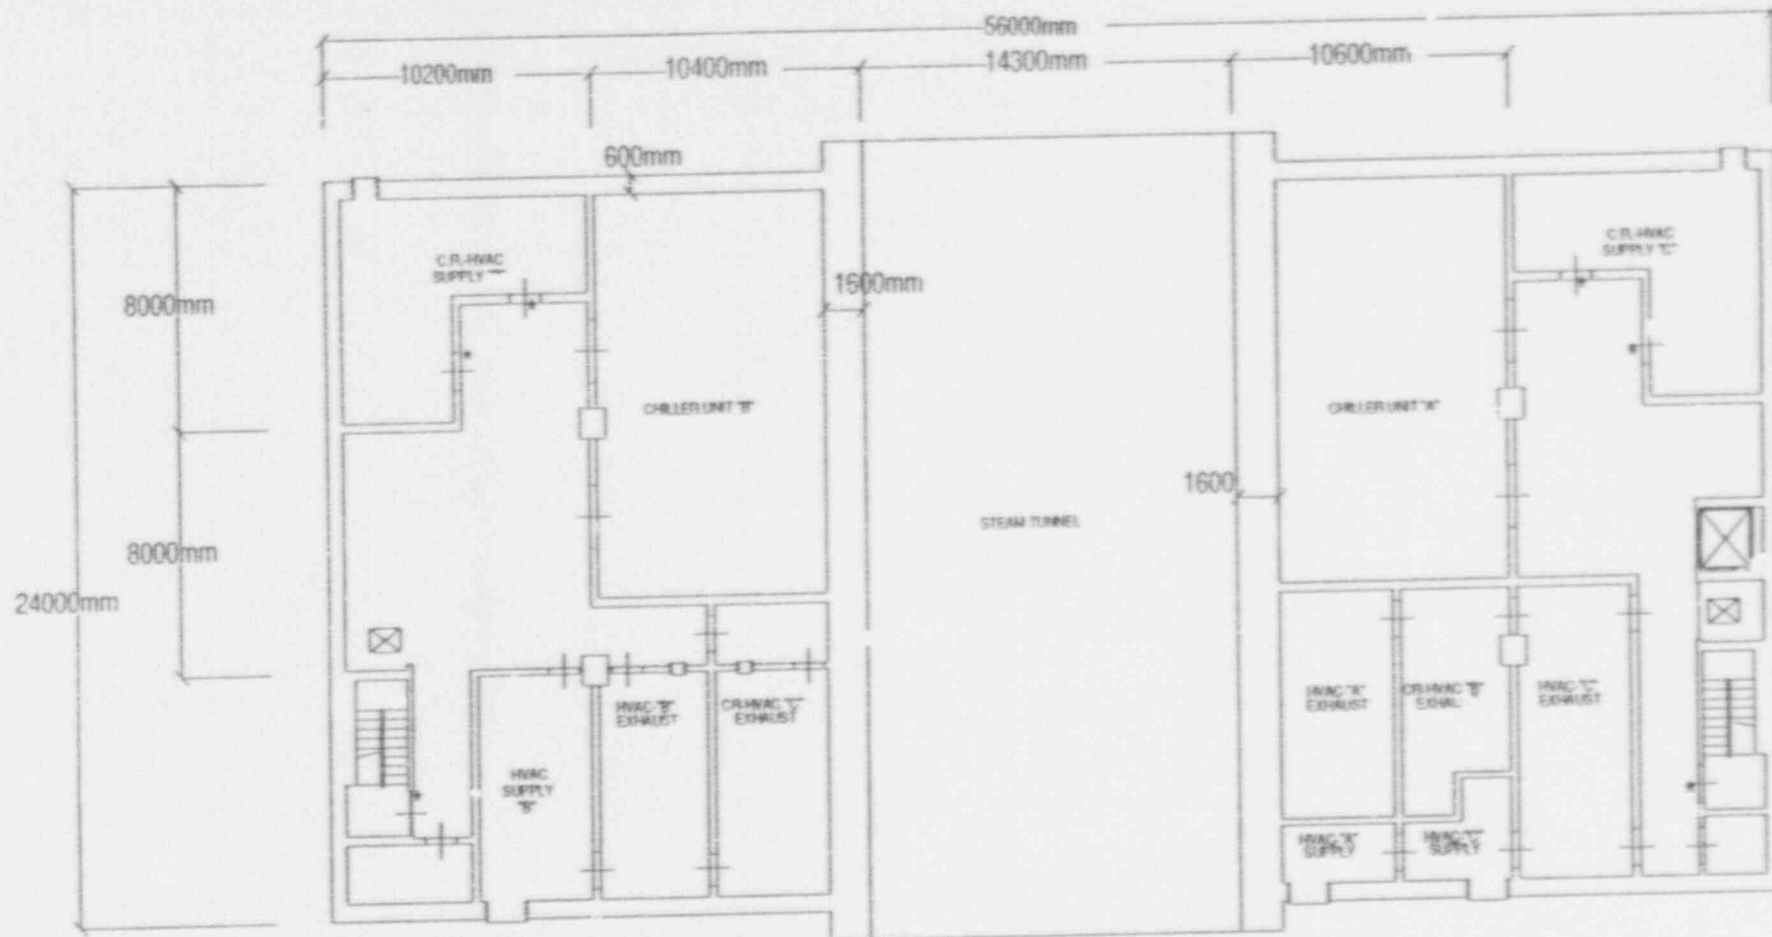 56000mm
10200mm
10400mm
14300mm
10600mm
600mm
C.R.-HVAC
SUPPLY
C.R.-HVAC
SUPPLY "C"
8000mm
1600mm
CHILLER UNIT "B"
CHILLER UNIT "A"
1600
STEAM TUNNEL
8000mm
24000mm
HVAC-"B"
EXHAUST
CR-HVAC "C"
EXHAUST
HVAC-"A"
EXHAUST
CR-HVAC "B"
EXHAL
HVAC-"C"
EXHAUST
HVAC
SUPPLY
"B"
HVAC-"A"
SUPPLY
HVAC-"C"
SUPPLY